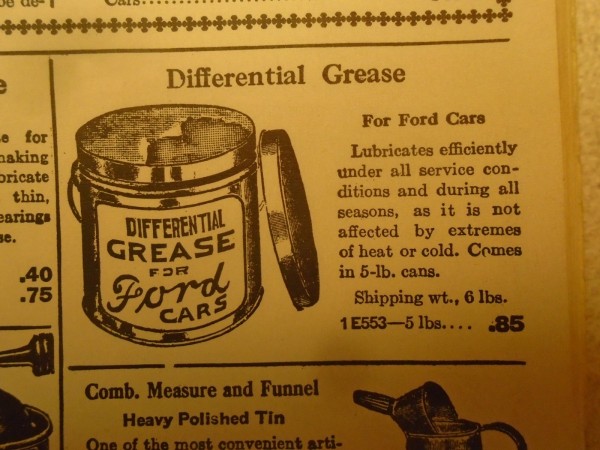 Cars
Differential Grease
for
making
thin,
earings
.40
.75
DIFFERENTIAL
GREASE
FOR
Ford
CARS
For Ford Cars
Lubricates efficiently
under all service con-
ditions and during all
seasons, as it is not
affected by extremes
of heat or cold. Comes
in 5-lb. cans.
Shipping wt., 6 lbs.
1E553—5 lbs.... .85
Comb. Measure and Funnel
Heavy Polished Tin
One of the most convenient arti-